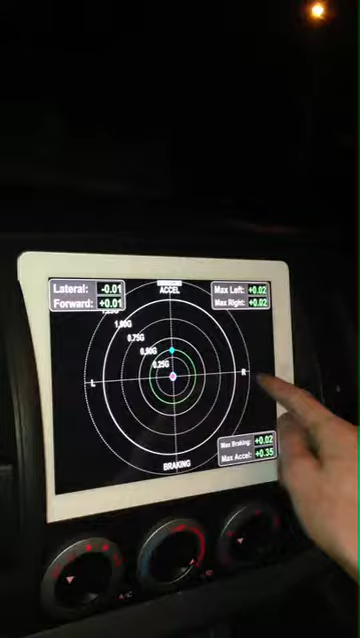 Lateral: -0.01
Forward: +0.01
ACCEL
Max Left: +0.02
Max Right: +0.02
1.00G
0.75G
0.50G
0.25G
L
R
BRAKING
Max Braking: +0.02
Max Accel: +0.35
A/C